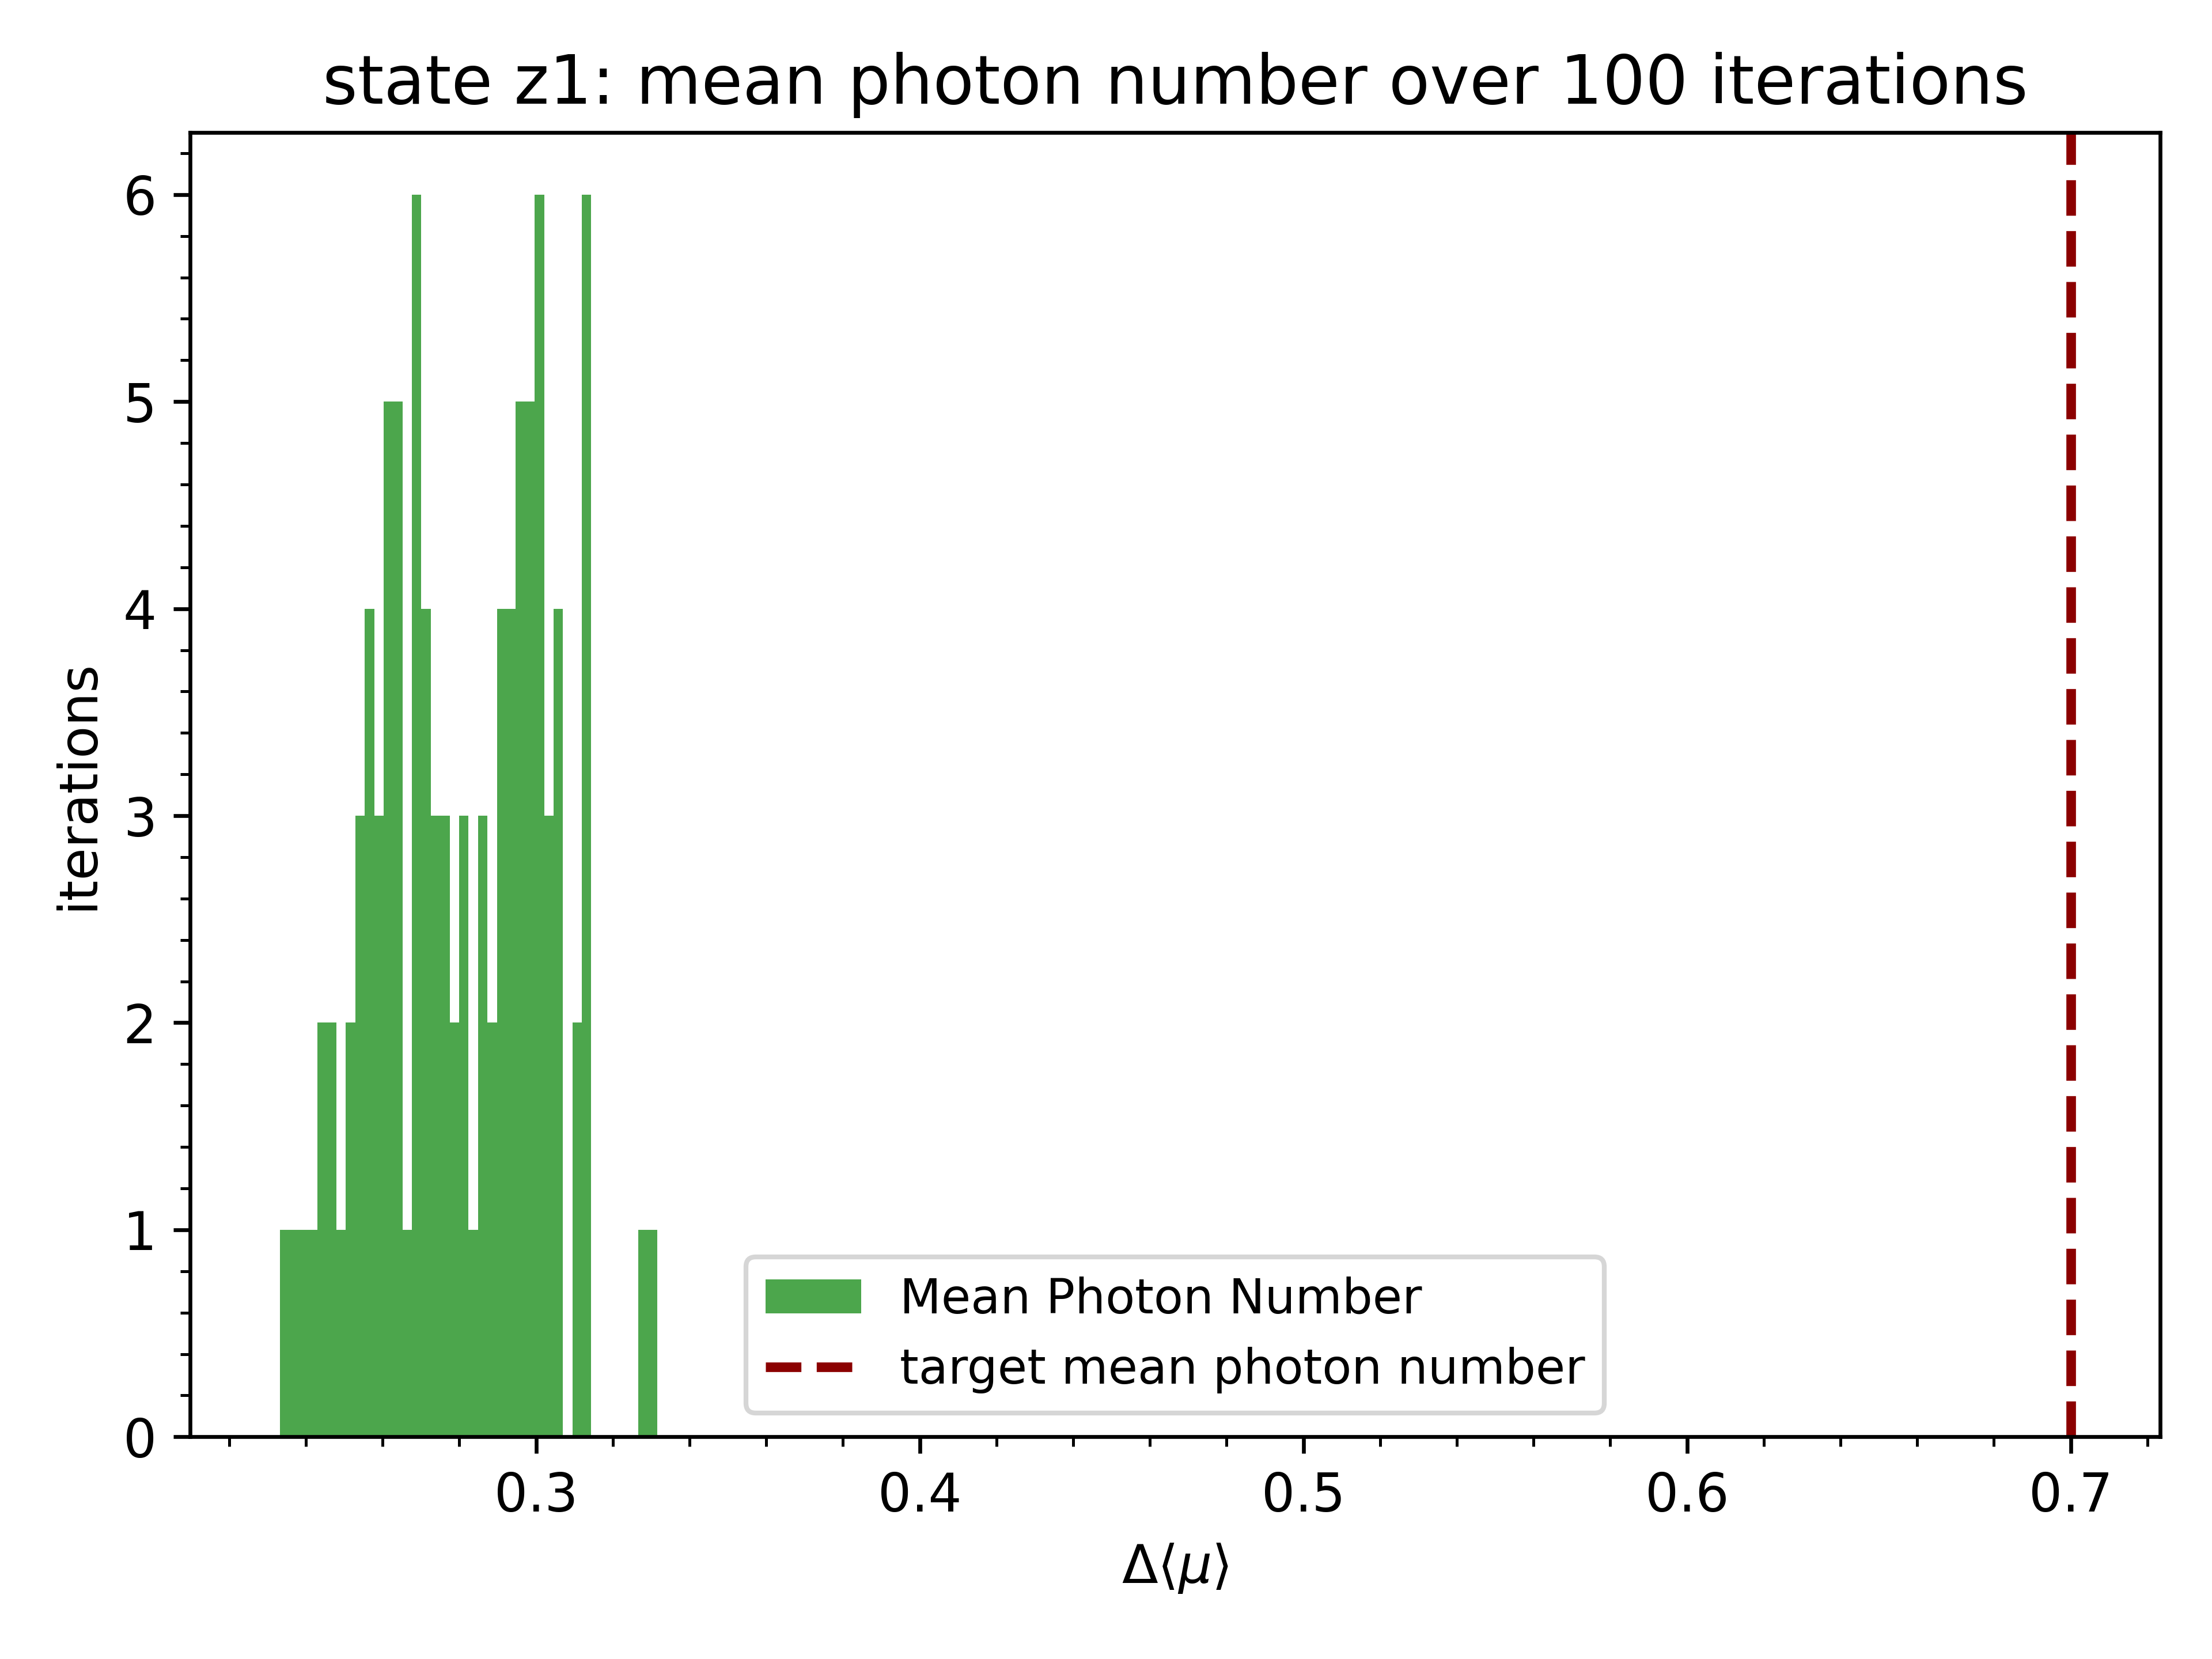 state z1: mean photon number over 100 iterations
6
5
4
3
2
1
0
iterations
Mean Photon Number
target mean photon number
0.3 0.4 0.5 0.6 0.7
Δ⟨μ⟩